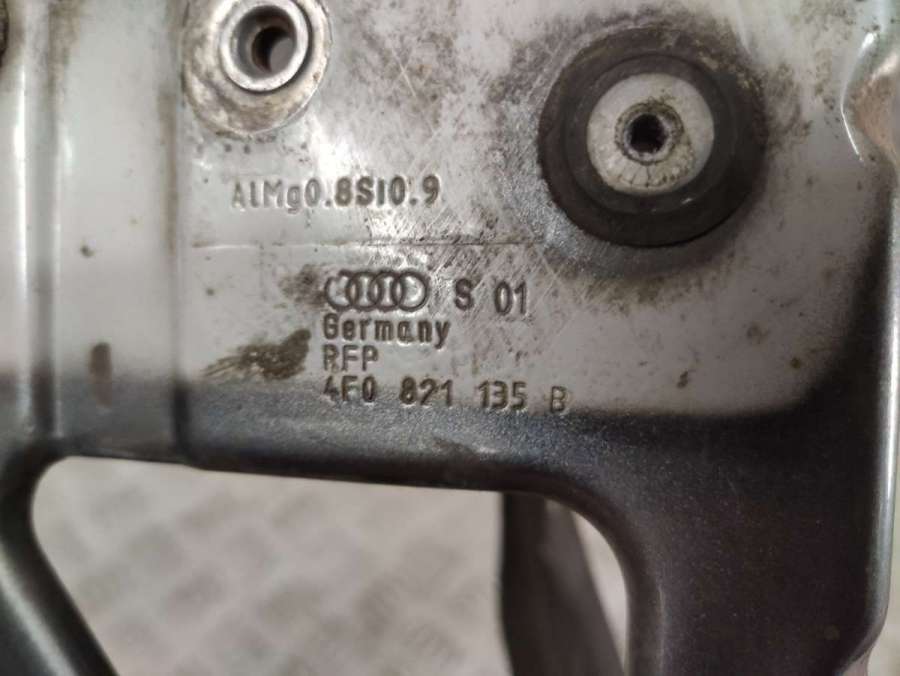 AlMg0.8Si0.9
S 01
Germany
RFP
4F0 821 135 B